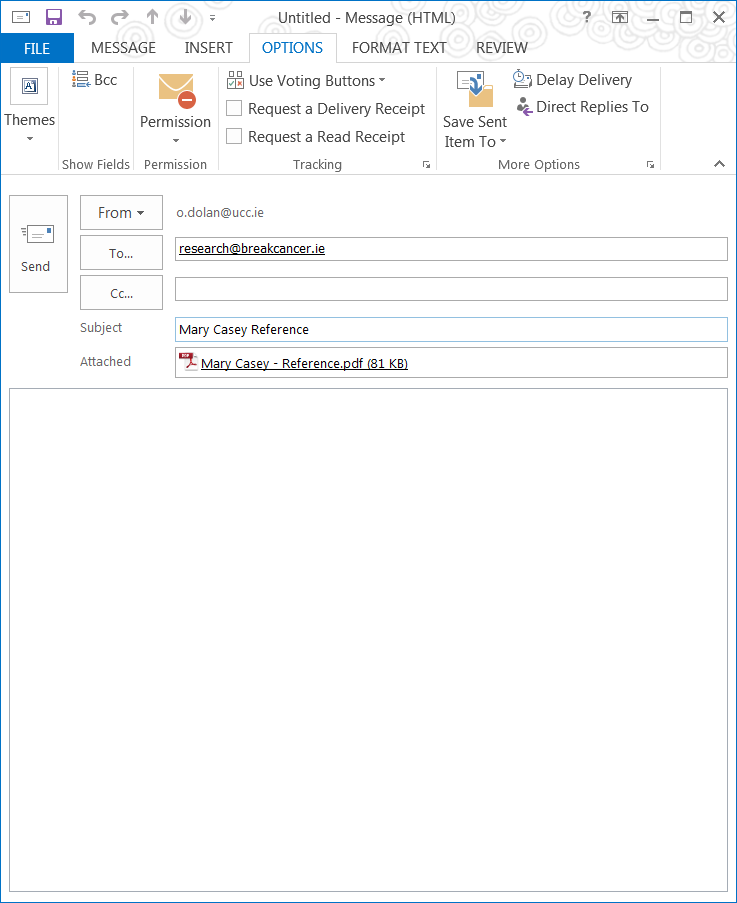 Untitled - Message (HTML)
?
FILE MESSAGE INSERT OPTIONS FORMAT TEXT REVIEW
Themes
Bcc
Show Fields
Permission
Permission
Use Voting Buttons
Request a Delivery Receipt
Request a Read Receipt
Tracking
Save Sent
Item To
Delay Delivery
Direct Replies To
More Options
Send
From o.dolan@ucc.ie
To... research@breakcancer.ie
Cc...
Subject Mary Casey Reference
Attached Mary Casey - Reference.pdf (81 KB)